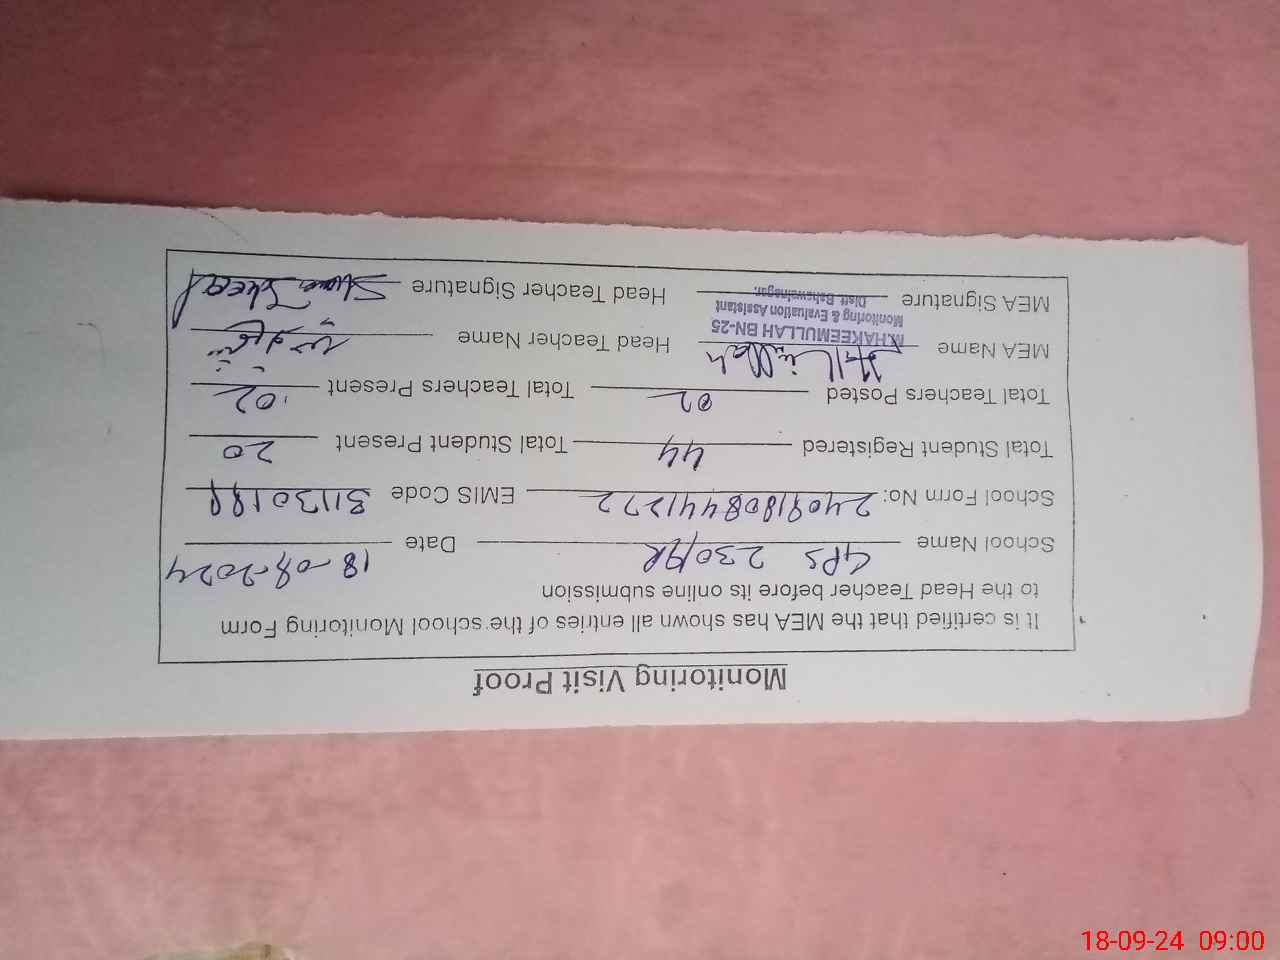 Monitoring Visit Proof
It is certified that the MEA has shown all entries of the school Monitoring Form
to the Head Teacher before its online submission
School Name GPS 230/9R Date 18-09-2024
School Form No: EMIS Code
Total Student Registered 44 Total Student Present 20
Total Teachers Posted 02 Total Teachers Present 02
MEA Name Head Teacher Name
M.HAKEEMULLAH BN-25
Monitoring & Evaluation Assistant
Distt. Bahawalnagar.
MEA Signature Head Teacher Signature
18-09-24 09:00